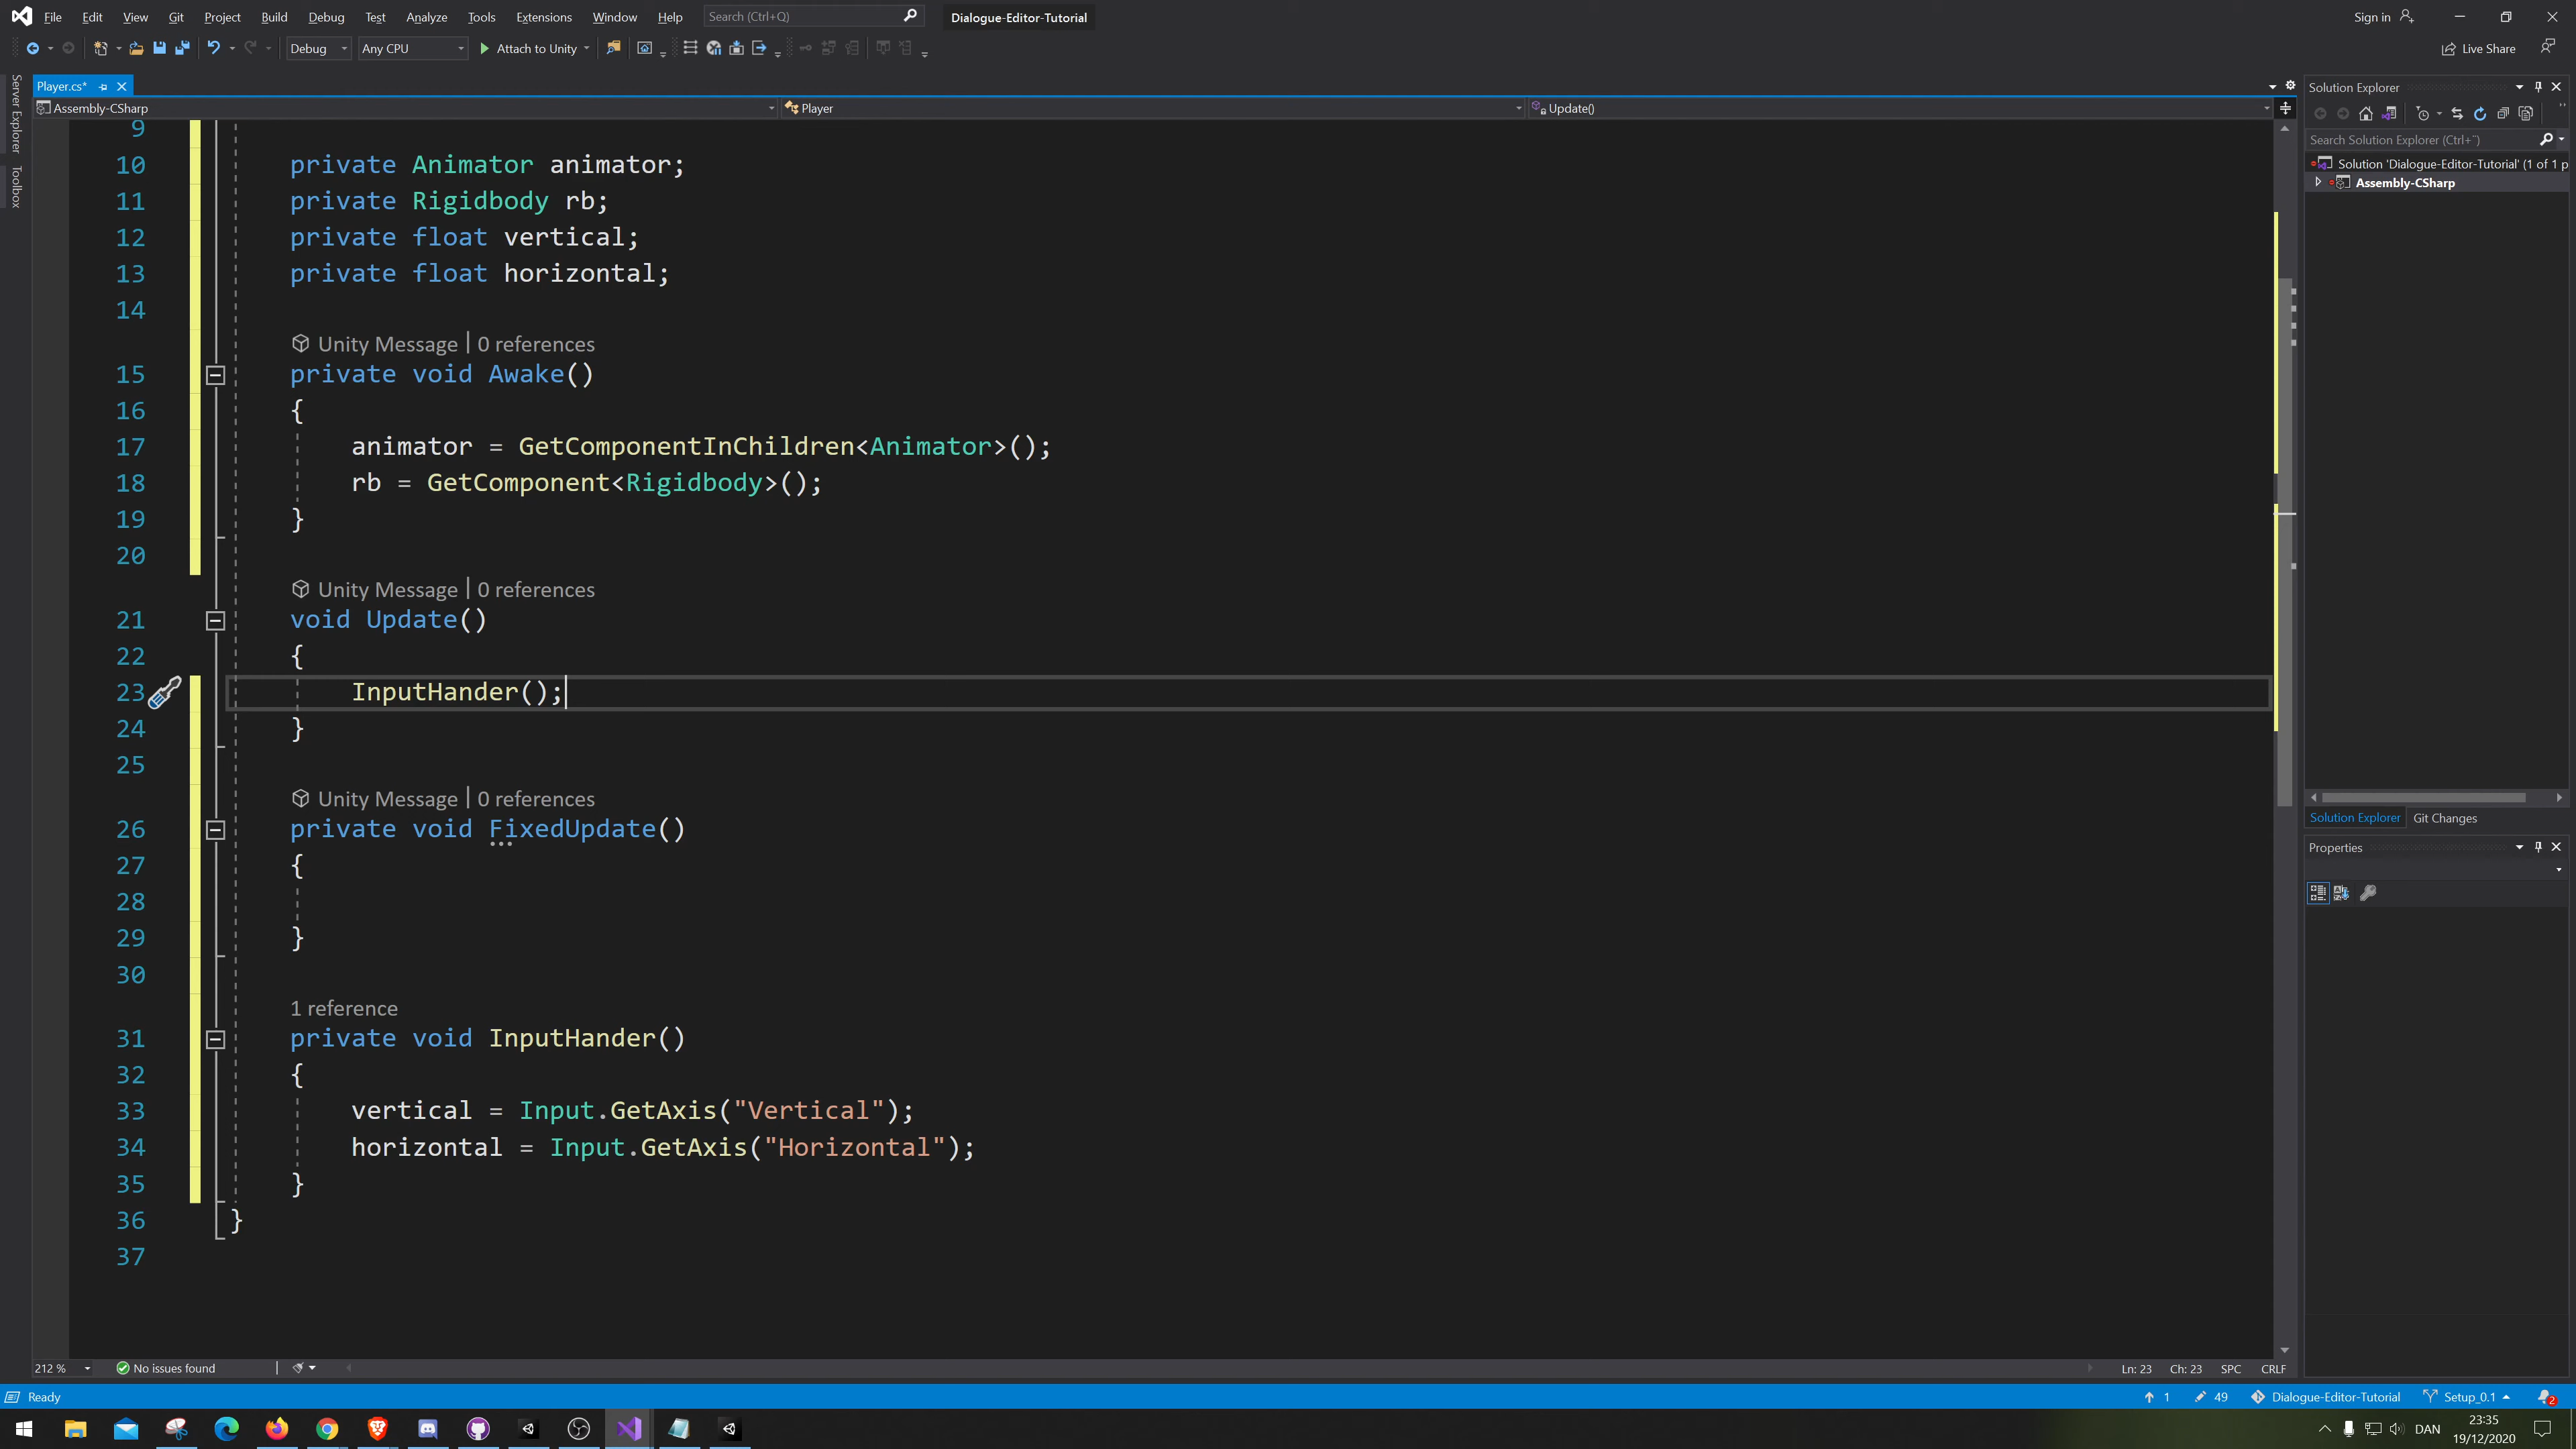 File Edit View Git Project Build Debug Test Analyze Tools Extensions Window Help Search (Ctrl+Q) Dialogue-Editor-Tutorial Sign in
Debug Any CPU Attach to Unity Live Share
Server Explorer
Toolbox
Player.cs*
Assembly-CSharp Player Update()
9
10 private Animator animator;
11 private Rigidbody rb;
12 private float vertical;
13 private float horizontal;
14
Unity Message | 0 references
15 private void Awake()
16 {
17 animator = GetComponentInChildren<Animator>();
18 rb = GetComponent<Rigidbody>();
19 }
20
Unity Message | 0 references
21 void Update()
22 {
23 InputHander();
24 }
25
Unity Message | 0 references
26 private void FixedUpdate()
27 {
28
29 }
30
1 reference
31 private void InputHander()
32 {
33 vertical = Input.GetAxis("Vertical");
34 horizontal = Input.GetAxis("Horizontal");
35 }
36 }
37
212 % No issues found Ln: 23 Ch: 23 SPC CRLF
Solution Explorer
Search Solution Explorer (Ctrl+¨)
Solution 'Dialogue-Editor-Tutorial' (1 of 1 p
Assembly-CSharp
Solution Explorer Git Changes
Properties
Ready 1 49 Dialogue-Editor-Tutorial Setup_0.1 2
DAN 23:35
19/12/2020